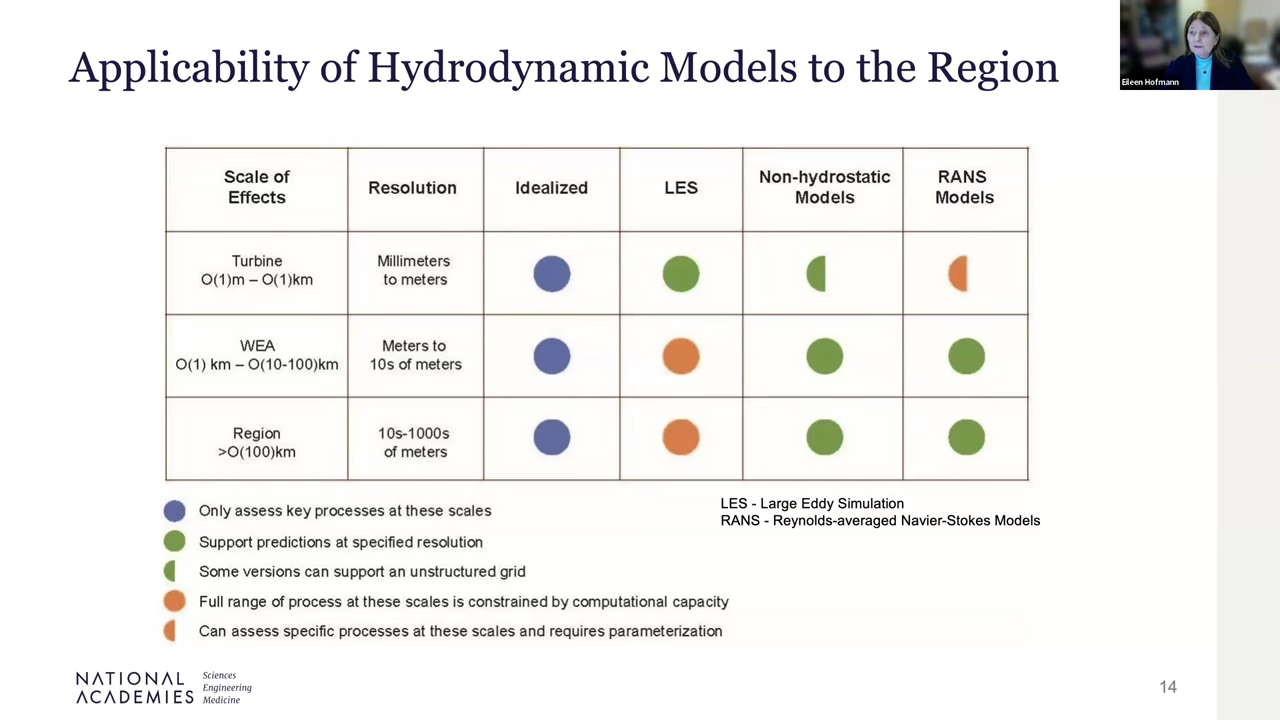 Applicability of Hydrodynamic Models to the Region
Eileen Hofmann
Scale of
Effects
Resolution
Idealized
LES
Non-hydrostatic
Models
RANS
Models
Turbine
O(1)m – O(1)km
Millimeters
to meters
WEA
O(1) km – O(10-100)km
Meters to
10s of meters
Region
>O(100)km
10s-1000s
of meters
Only assess key processes at these scales
Support predictions at specified resolution
Some versions can support an unstructured grid
Full range of process at these scales is constrained by computational capacity
Can assess specific processes at these scales and requires parameterization
LES - Large Eddy Simulation
RANS - Reynolds-averaged Navier-Stokes Models
NATIONAL
ACADEMIES
Sciences
Engineering
Medicine
14